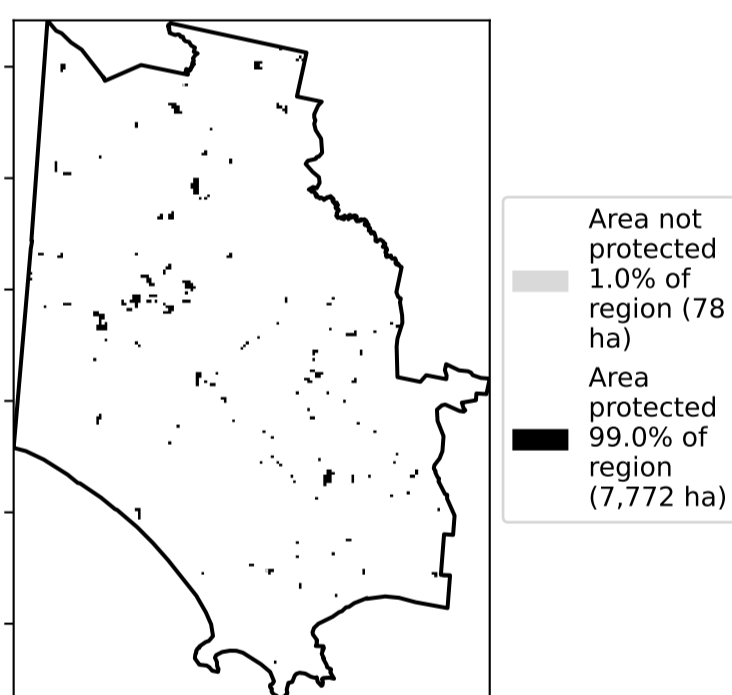 Area not
protected
1.0% of
region (78
ha)
Area
protected
99.0% of
region
(7,772 ha)